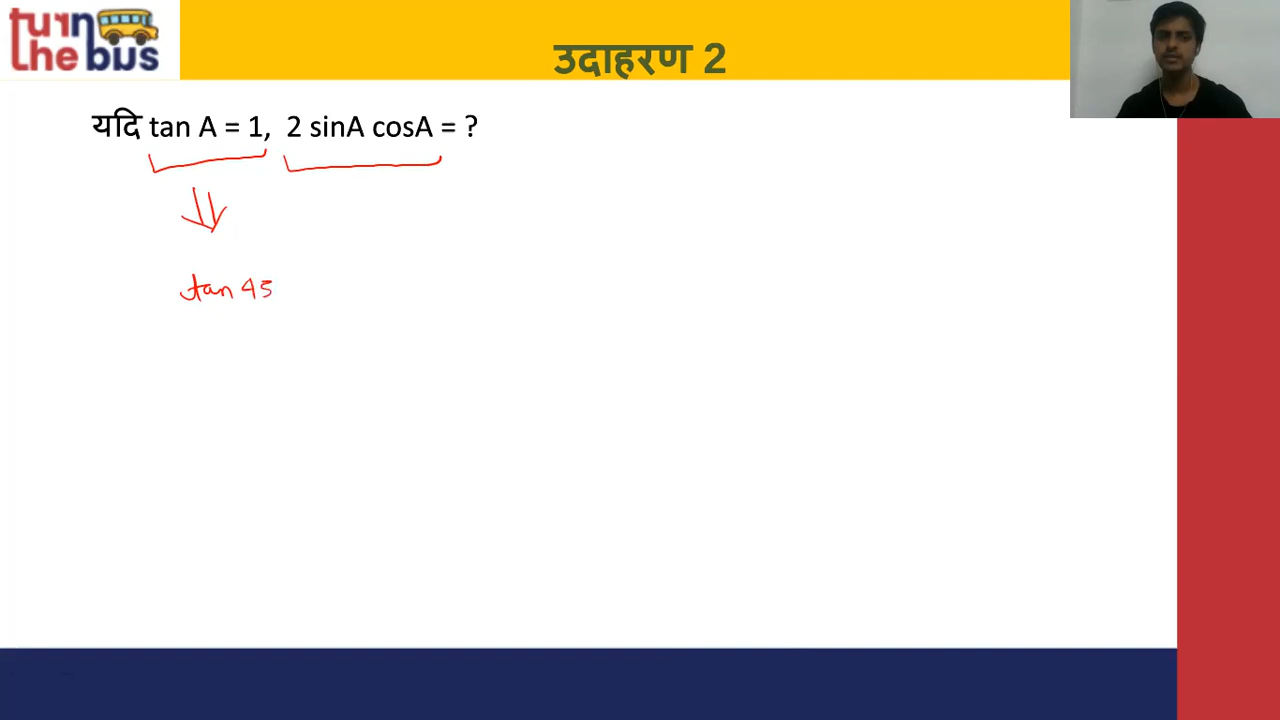 turn
the bus
उदाहरण 2
यदि tan A = 1, 2 sinA cosA = ?
tan 45